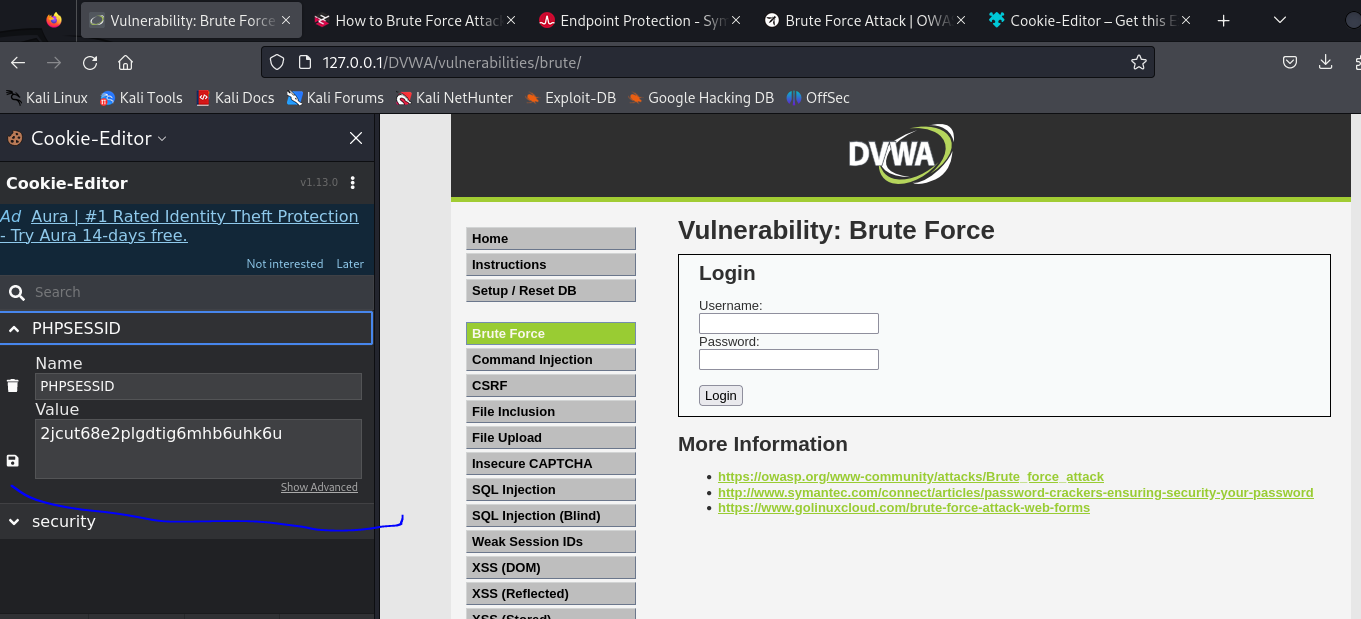 Vulnerability: Brute Force
How to Brute Force Attac
Endpoint Protection - Sym
Brute Force Attack | OWA
Cookie-Editor – Get this E
127.0.0.1/DVWA/vulnerabilities/brute/
Kali Linux
Kali Tools
Kali Docs
Kali Forums
Kali NetHunter
Exploit-DB
Google Hacking DB
OffSec
Cookie-Editor
Cookie-Editor
v1.13.0
Ad Aura | #1 Rated Identity Theft Protection
- Try Aura 14-days free.
Not interested Later
Search
PHPSESSID
Name
PHPSESSID
Value
2jcut68e2plgdtig6mhb6uhk6u
Show Advanced
security
DVWA
Home
Instructions
Setup / Reset DB
Brute Force
Command Injection
CSRF
File Inclusion
File Upload
Insecure CAPTCHA
SQL Injection
SQL Injection (Blind)
Weak Session IDs
XSS (DOM)
XSS (Reflected)
XSS (Stored)
Vulnerability: Brute Force
Login
Username:
Password:
Login
More Information
https://owasp.org/www-community/attacks/Brute_force_attack
http://www.symantec.com/connect/articles/password-crackers-ensuring-security-your-password
https://www.golinuxcloud.com/brute-force-attack-web-forms